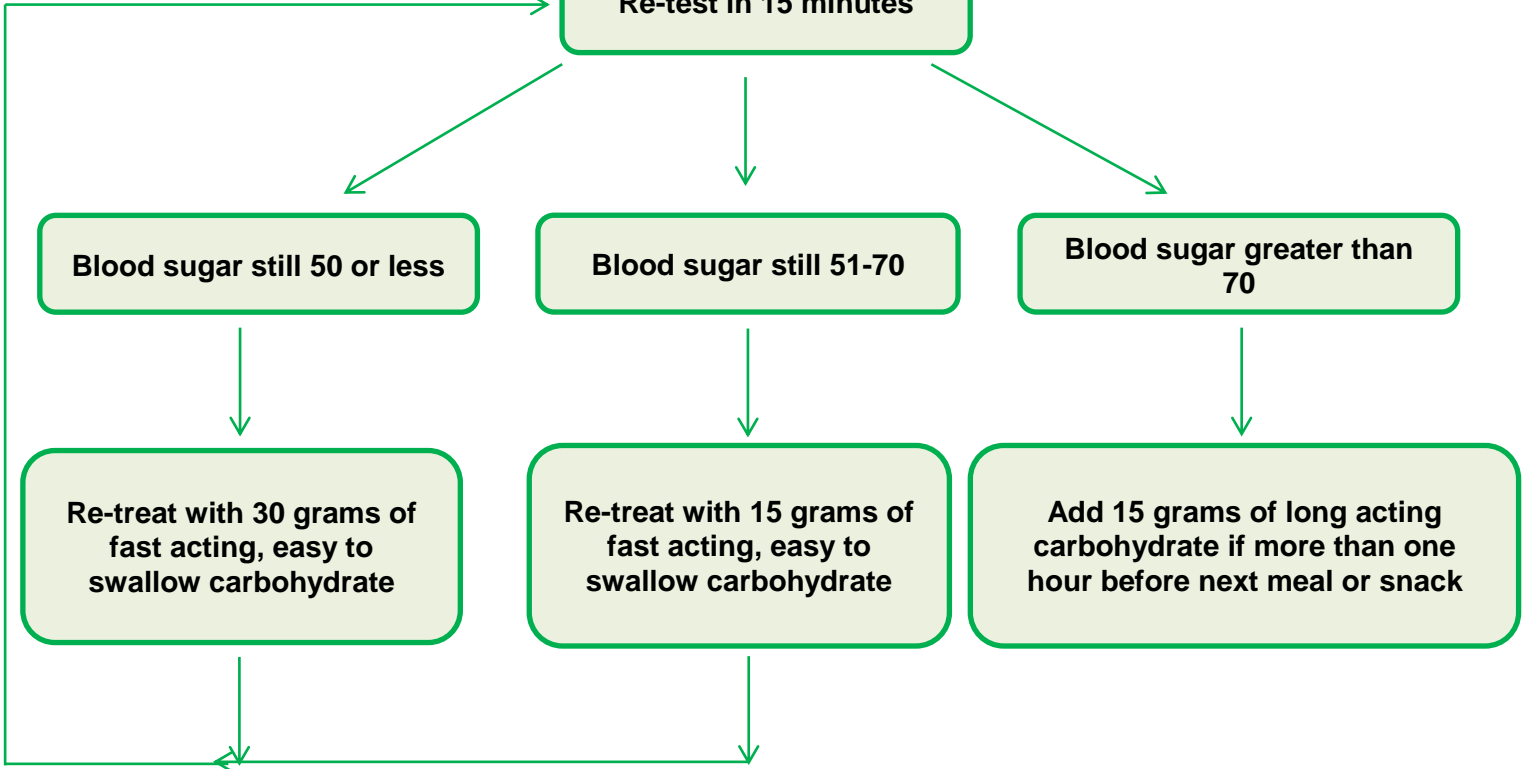 Re-test in 15 minutes
Blood sugar still 50 or less
Blood sugar still 51-70
Blood sugar greater than
70
Re-treat with 30 grams of
fast acting, easy to
swallow carbohydrate
Re-treat with 15 grams of
fast acting, easy to
swallow carbohydrate
Add 15 grams of long acting
carbohydrate if more than one
hour before next meal or snack